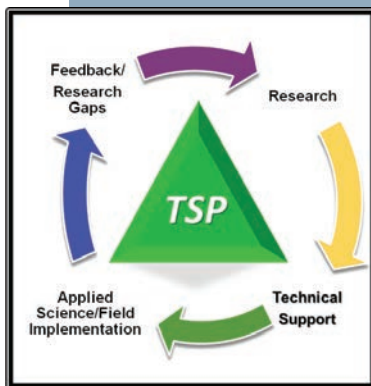 Feedback/
Research
Gaps
Research
TSP
Applied
Science/Field
Implementation
Technical
Support